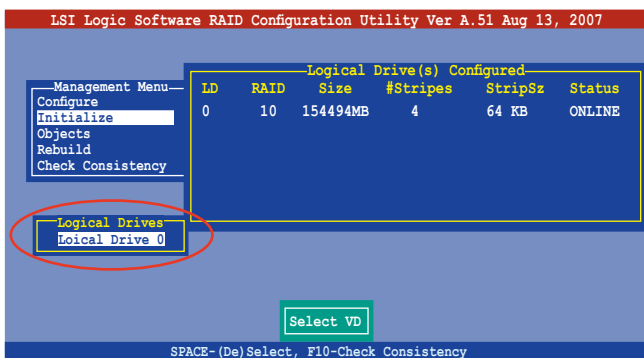 LSI Logic Software RAID Configuration Utility Ver A.51 Aug 13, 2007
Logical Drive(s) Configured
LD RAID Size #Stripes StripSz Status
0 10 154494MB 4 64 KB ONLINE
Management Menu
Configure
Initialize
Objects
Rebuild
Check Consistency
Logical Drives
Loical Drive 0
Select VD
SPACE-(De)Select, F10-Check Consistency